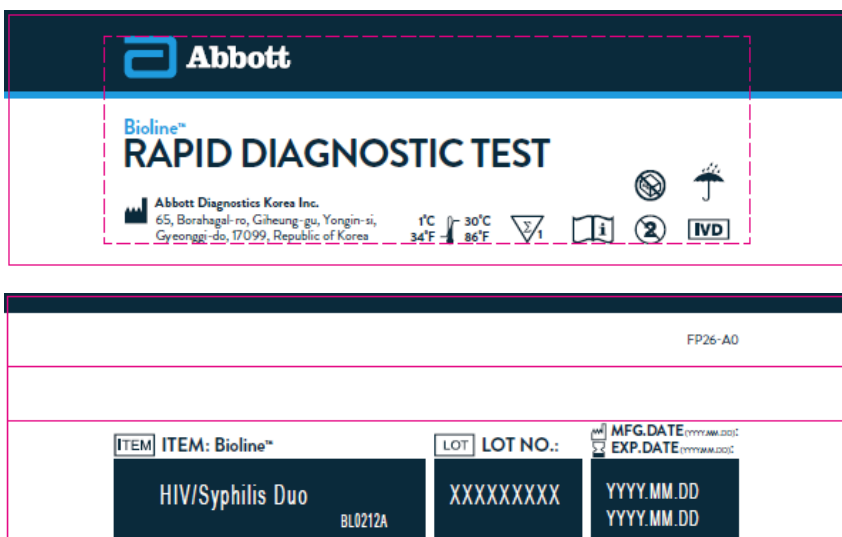 Abbott
Bioline™
RAPID DIAGNOSTIC TEST
Abbott Diagnostics Korea Inc.
65, Borahagal-ro, Giheung-gu, Yongin-si,
Gyeonggi-do, 17099, Republic of Korea
1°C 30°C
34°F 86°F
Σ 1
i
2
IVD
FP26-A0
ITEM ITEM: Bioline™
HIV/Syphilis Duo
BL0212A
LOT LOT NO.:
XXXXXXXXX
MFG.DATE(YYYY.MM.DD):
EXP.DATE(YYYY.MM.DD):
YYYY.MM.DD
YYYY.MM.DD